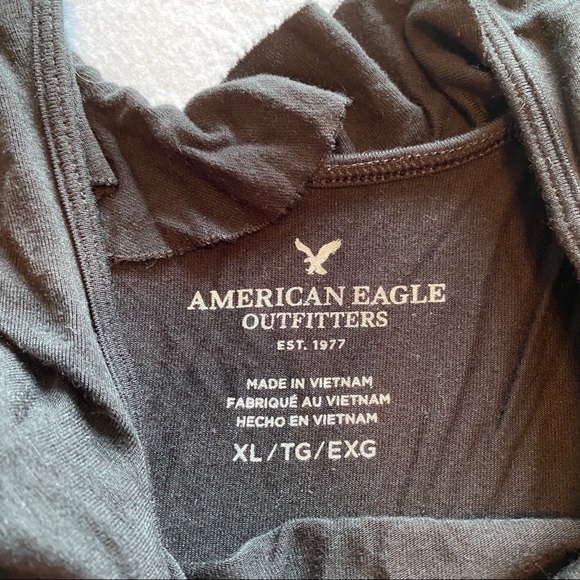 AMERICAN EAGLE
OUTFITTERS
EST. 1977
MADE IN VIETNAM
FABRIQUÉ AU VIETNAM
HECHO EN VIETNAM
XL/TG/EXG